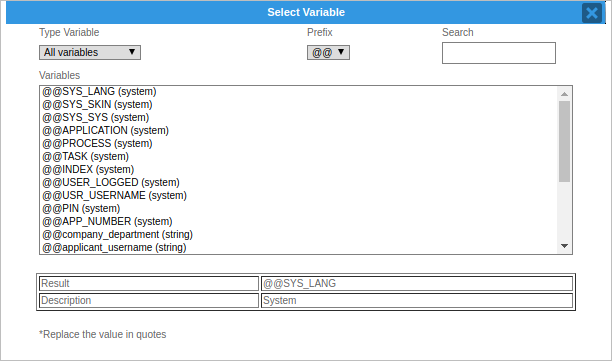 Select Variable
Type Variable Prefix Search
All variables @@
Variables
@@SYS_LANG (system)
@@SYS_SKIN (system)
@@SYS_SYS (system)
@@APPLICATION (system)
@@PROCESS (system)
@@TASK (system)
@@INDEX (system)
@@USER_LOGGED (system)
@@USR_USERNAME (system)
@@PIN (system)
@@APP_NUMBER (system)
@@company_department (string)
@@applicant_username (string)
Result @@SYS_LANG
Description System
*Replace the value in quotes